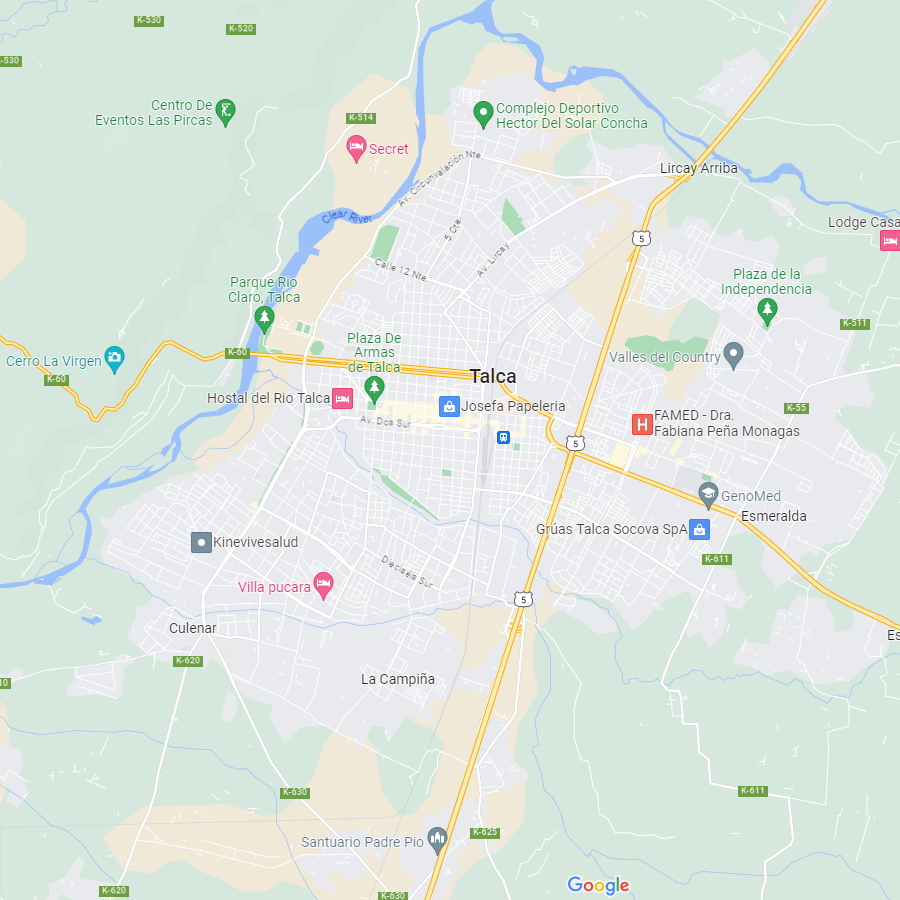 K-530
K-520
-530
Centro De
Eventos Las Pircas
Complejo Deportivo
Hector Del Solar Concha
K-514
Secret
Av. Circunvalación Nte
Lircay Arriba
Clear River
5 Ote.
Lodge Casa
5
Av. Lircay
Calle 12 Nte
Plaza de la
Independencia
Parque Rio
Claro, Talca
K-511
Plaza De
Armas
de Talca
K-60
Cerro La Virgen
Valles del Country
K-60
Talca
Hostal del Rio Talca
Josefa Papeleria
K-55
FAMED - Dra.
Fabiana Peña Monagas
H
Av. Dos Sur
5
GenoMed
Esmeralda
Grúas Talca Socova SpA
Kinevivesalud
K-611
Dieciséis Sur
Villa pucara
5
Culenar
Es
K-620
La Campiña
10
K-630
K-611
K-625
Santuario Padre Pio
Google
K-620
K-630